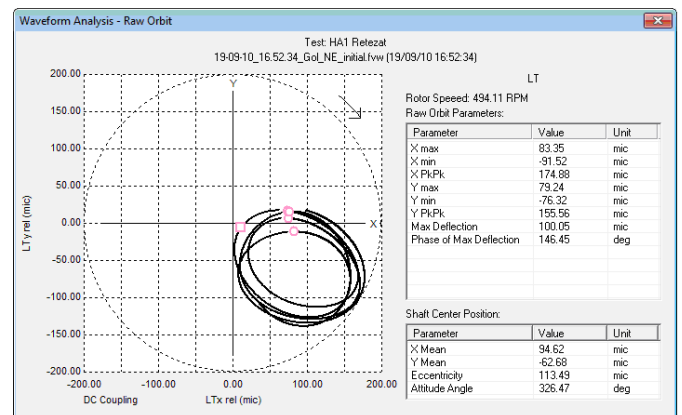 Waveform Analysis - Raw Orbit
Test: HA1 Retezat
19-09-10_16.52.34_Gol_NE_initial.fvw (19/09/10 16:52:34)
200.00
150.00
100.00
50.00
0.00
-50.00
-100.00
-150.00
-200.00
LTy rel (mic)
Y
X
-200.00 -100.00 0.00 100.00 200.00
DC Coupling LTx rel (mic)
LT
Rotor Speeed: 494.11 RPM
Raw Orbit Parameters:
Parameter Value Unit
X max 83.35 mic
X min -91.52 mic
X PkPk 174.88 mic
Y max 79.24 mic
Y min -76.32 mic
Y PkPk 155.56 mic
Max Deflection 100.05 mic
Phase of Max Deflection 146.45 deg
Shaft Center Position:
Parameter Value Unit
X Mean 94.62 mic
Y Mean -62.68 mic
Eccentricity 113.49 mic
Attitude Angle 326.47 deg